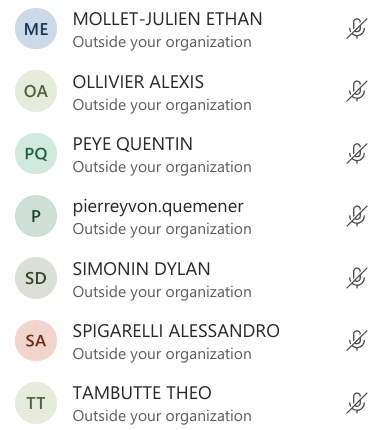 ME
MOLLET-JULIEN ETHAN
Outside your organization
OA
OLLIVIER ALEXIS
Outside your organization
PQ
PEYE QUENTIN
Outside your organization
P
pierreyvon.quemener
Outside your organization
SD
SIMONIN DYLAN
Outside your organization
SA
SPIGARELLI ALESSANDRO
Outside your organization
TT
TAMBUTTE THEO
Outside your organization